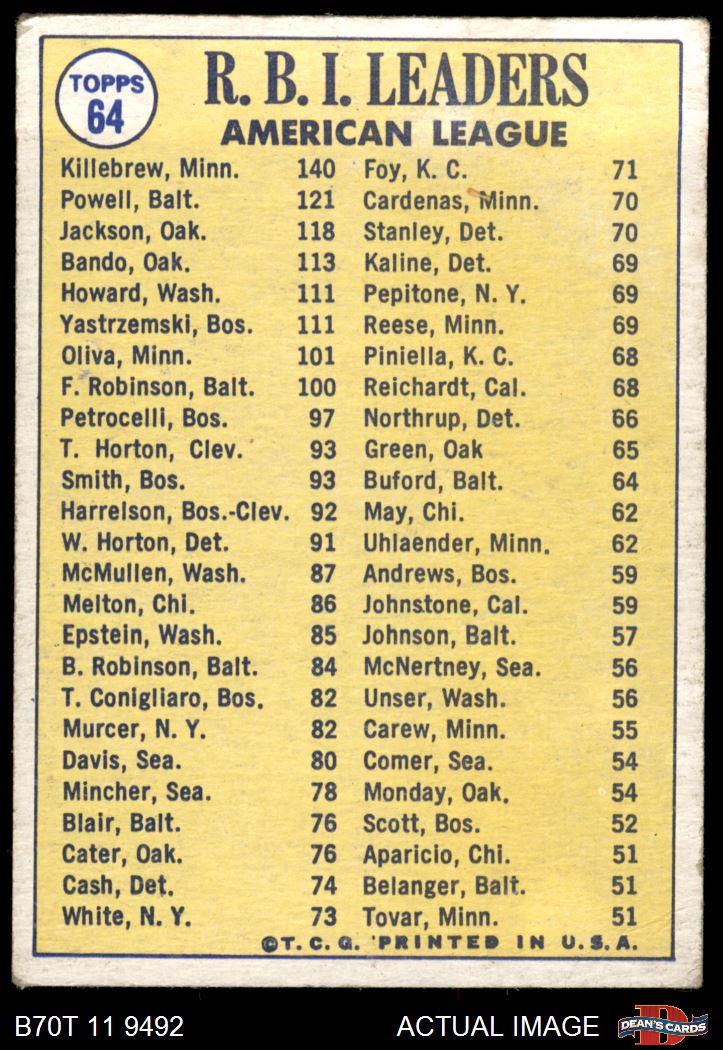 TOPPS
64
R. B. I. LEADERS
AMERICAN LEAGUE
Killebrew, Minn. 140 Foy, K. C. 71
Powell, Balt. 121 Cardenas, Minn. 70
Jackson, Oak. 118 Stanley, Det. 70
Bando, Oak. 113 Kaline, Det. 69
Howard, Wash. 111 Pepitone, N. Y. 69
Yastrzemski, Bos. 111 Reese, Minn. 69
Oliva, Minn. 101 Piniella, K. C. 68
F. Robinson, Balt. 100 Reichardt, Cal. 68
Petrocelli, Bos. 97 Northrup, Det. 66
T. Horton, Clev. 93 Green, Oak 65
Smith, Bos. 93 Buford, Balt. 64
Harrelson, Bos.-Clev. 92 May, Chi. 62
W. Horton, Det. 91 Uhlaender, Minn. 62
McMullen, Wash. 87 Andrews, Bos. 59
Melton, Chi. 86 Johnstone, Cal. 59
Epstein, Wash. 85 Johnson, Balt. 57
B. Robinson, Balt. 84 McNertney, Sea. 56
T. Conigliaro, Bos. 82 Unser, Wash. 56
Murcer, N. Y. 82 Carew, Minn. 55
Davis, Sea. 80 Comer, Sea. 54
Mincher, Sea. 78 Monday, Oak. 54
Blair, Balt. 76 Scott, Bos. 52
Cater, Oak. 76 Aparicio, Chi. 51
Cash, Det. 74 Belanger, Balt. 51
White, N. Y. 73 Tovar, Minn. 51
©T. C. G. PRINTED IN U. S. A.
B70T 11 9492 ACTUAL IMAGE
D
DEAN'S CARDS